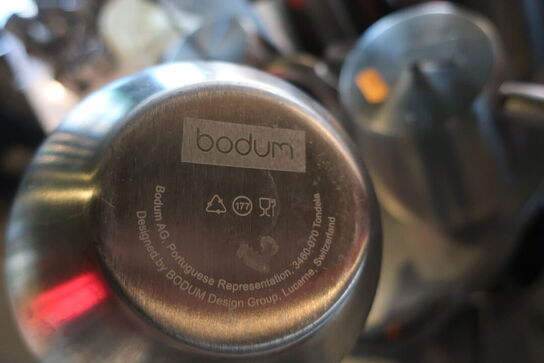 bodum
177
Bodum AG, Portuguese Representation, 3460-070 Tondela
Designed by BODUM Design Group, Lucerne, Switzerland